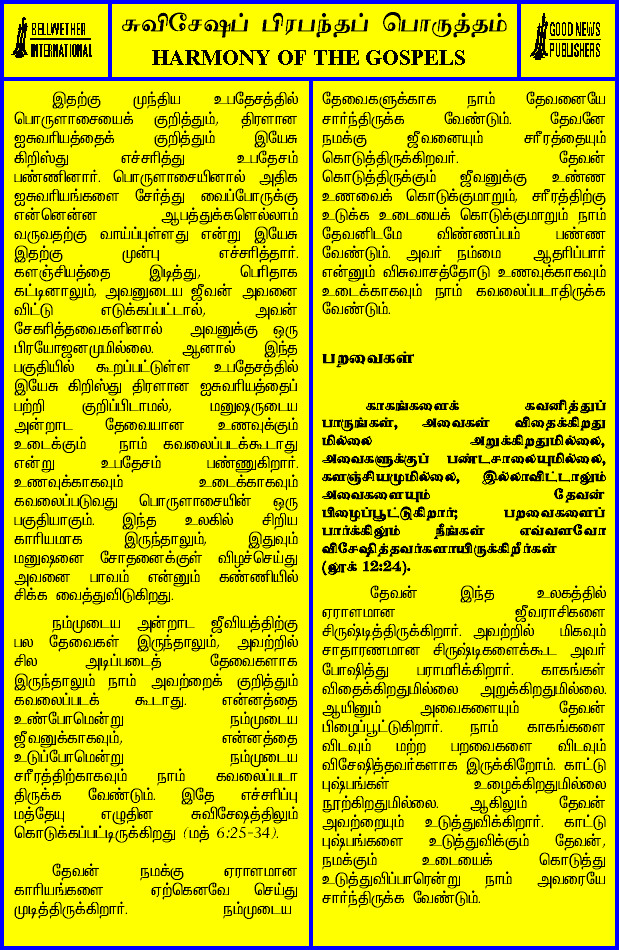 BELLWETHER
INTERNATIONAL
சுவிசேஷப் பிரபந்தப் பொருத்தம்
HARMONY OF THE GOSPELS
GOOD NEWS
PUBLISHERS
இதற்கு முந்திய உபதேசத்தில்
பொருளாசையைக் குறித்தும், திரளான
ஐசுவரியத்தைக் குறித்தும் இயேசு
கிறிஸ்து எச்சரித்து உபதேசம்
பண்ணினார். பொருளாசையினால் அதிக
ஐசுவரியங்களை சேர்த்து வைப்போருக்கு
என்னென்ன ஆபத்துக்களெல்லாம்
வருவதற்கு வாய்ப்புள்ளது என்று இயேசு
இதற்கு முன்பு எச்சரித்தார்.
களஞ்சியத்தை இடித்து, பெரிதாக
கட்டினாலும், அவனுடைய ஜீவன் அவனை
விட்டு எடுக்கப்பட்டால், அவன்
சேகரித்தவைகளினால் அவனுக்கு ஒரு
பிரயோஜனமுமில்லை. ஆனால் இந்த
பகுதியில் கூறப்பட்டுள்ள உபதேசத்தில்
இயேசு கிறிஸ்து திரளான ஐசுவரியத்தைப்
பற்றி குறிப்பிடாமல், மனுஷருடைய
அன்றாட தேவையான உணவுக்கும்
உடைக்கும் நாம் கவலைப்படக்கூடாது
என்று உபதேசம் பண்ணுகிறார்.
உணவுக்காகவும் உடைக்காகவும்
கவலைப்படுவது பொருளாசையின் ஒரு
பகுதியாகும். இந்த உலகில் சிறிய
காரியமாக இருந்தாலும், இதுவும்
மனுஷனை சோதனைக்குள் விழச்செய்து
அவனை பாவம் என்னும் கண்ணியில்
சிக்க வைத்துவிடுகிறது.
நம்முடைய அன்றாட ஜீவியத்திற்கு
பல தேவைகள் இருந்தாலும், அவற்றில்
சில அடிப்படைத் தேவைகளாக
இருந்தாலும் நாம் அவற்றைக் குறித்தும்
கவலைப்படக் கூடாது. என்னத்தை
உண்போமென்று நம்முடைய
ஜீவனுக்காகவும், என்னத்தை
உடுப்போமென்று நம்முடைய
சரீரத்திற்காகவும் நாம் கவலைப்படா
திருக்க வேண்டும். இதே எச்சரிப்பு
மத்தேயு எழுதின சுவிசேஷத்திலும்
கொடுக்கப்பட்டிருக்கிறது (மத் 6:25-34).
தேவன் நமக்கு ஏராளமான
காரியங்களை ஏற்கெனவே செய்து
முடித்திருக்கிறார். நம்முடைய
தேவைகளுக்காக நாம் தேவனையே
சார்ந்திருக்க வேண்டும். தேவனே
நமக்கு ஜீவனையும் சரீரத்தையும்
கொடுத்திருக்கிறவர். தேவன்
கொடுத்திருக்கும் ஜீவனுக்கு உண்ண
உணவைக் கொடுக்குமாறும், சரீரத்திற்கு
உடுக்க உடையைக் கொடுக்குமாறும் நாம்
தேவனிடமே விண்ணப்பம் பண்ண
வேண்டும். அவர் நம்மை ஆதரிப்பார்
என்னும் விசுவாசத்தோடு உணவுக்காகவும்
உடைக்காகவும் நாம் கவலைப்படாதிருக்க
வேண்டும்.
பறவைகள்
காகங்களைக் கவனித்துப்
பாருங்கள், அவைகள் விதைக்கிறது
மில்லை அறுக்கிறதுமில்லை,
அவைகளுக்குப் பண்டசாலையுமில்லை,
களஞ்சியமுமில்லை, இல்லாவிட்டாலும்
அவைகளையும் தேவன்
பிழைப்பூட்டுகிறார்; பறவைகளைப்
பார்க்கிலும் நீங்கள் எவ்வளவோ
விசேஷித்தவர்களாயிருக்கிறீர்கள்
(லூக் 12:24).
தேவன் இந்த உலகத்தில்
ஏராளமான ஜீவராசிகளை
சிருஷ்டித்திருக்கிறார். அவற்றில் மிகவும்
சாதாரணமான சிருஷ்டிகளைக்கூட அவர்
போஷித்து பராமரிக்கிறார். காகங்கள்
விதைக்கிறதுமில்லை அறுக்கிறதுமில்லை.
ஆயினும் அவைகளையும் தேவன்
பிழைப்பூட்டுகிறார். நாம் காகங்களை
விடவும் மற்ற பறவைகளை விடவும்
விசேஷித்தவர்களாக இருக்கிறோம். காட்டு
புஷ்பங்கள் உழைக்கிறதுமில்லை
நூற்கிறதுமில்லை. ஆகிலும் தேவன்
அவற்றையும் உடுத்துவிக்கிறார். காட்டு
புஷ்பங்களை உடுத்துவிக்கும் தேவன்,
நமக்கும் உடையைக் கொடுத்து
உடுத்துவிப்பாரென்று நாம் அவரையே
சார்ந்திருக்க வேண்டும்.